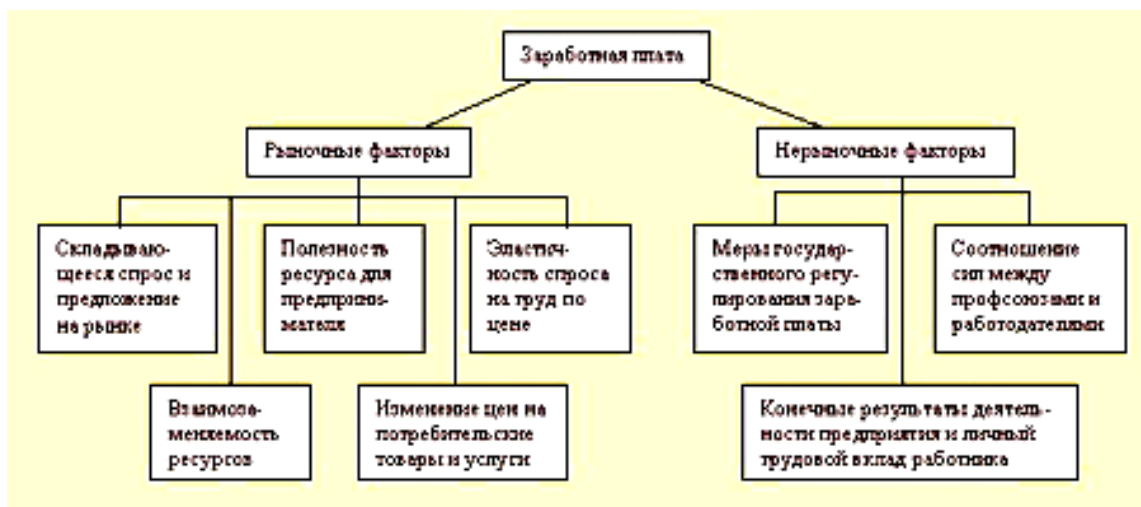 Заработная плата
Рыночные факторы
Нерыночные факторы
Складываю-
щееся спрос и
предложение
на рынке
Полезность
ресурса для
предприни-
мателя
Эластич-
ность спроса
на труд по
цене
Меры государ-
ственного регу-
лирования зара-
ботной платы
Соотношение
сил между
профсоюзами и
работодателями
Взаимоза-
меняемость
ресурсов
Изменение цен на
потребительские
товары и услуги
Конечные результаты деятель-
ности предприятия и личный
трудовой вклад работника